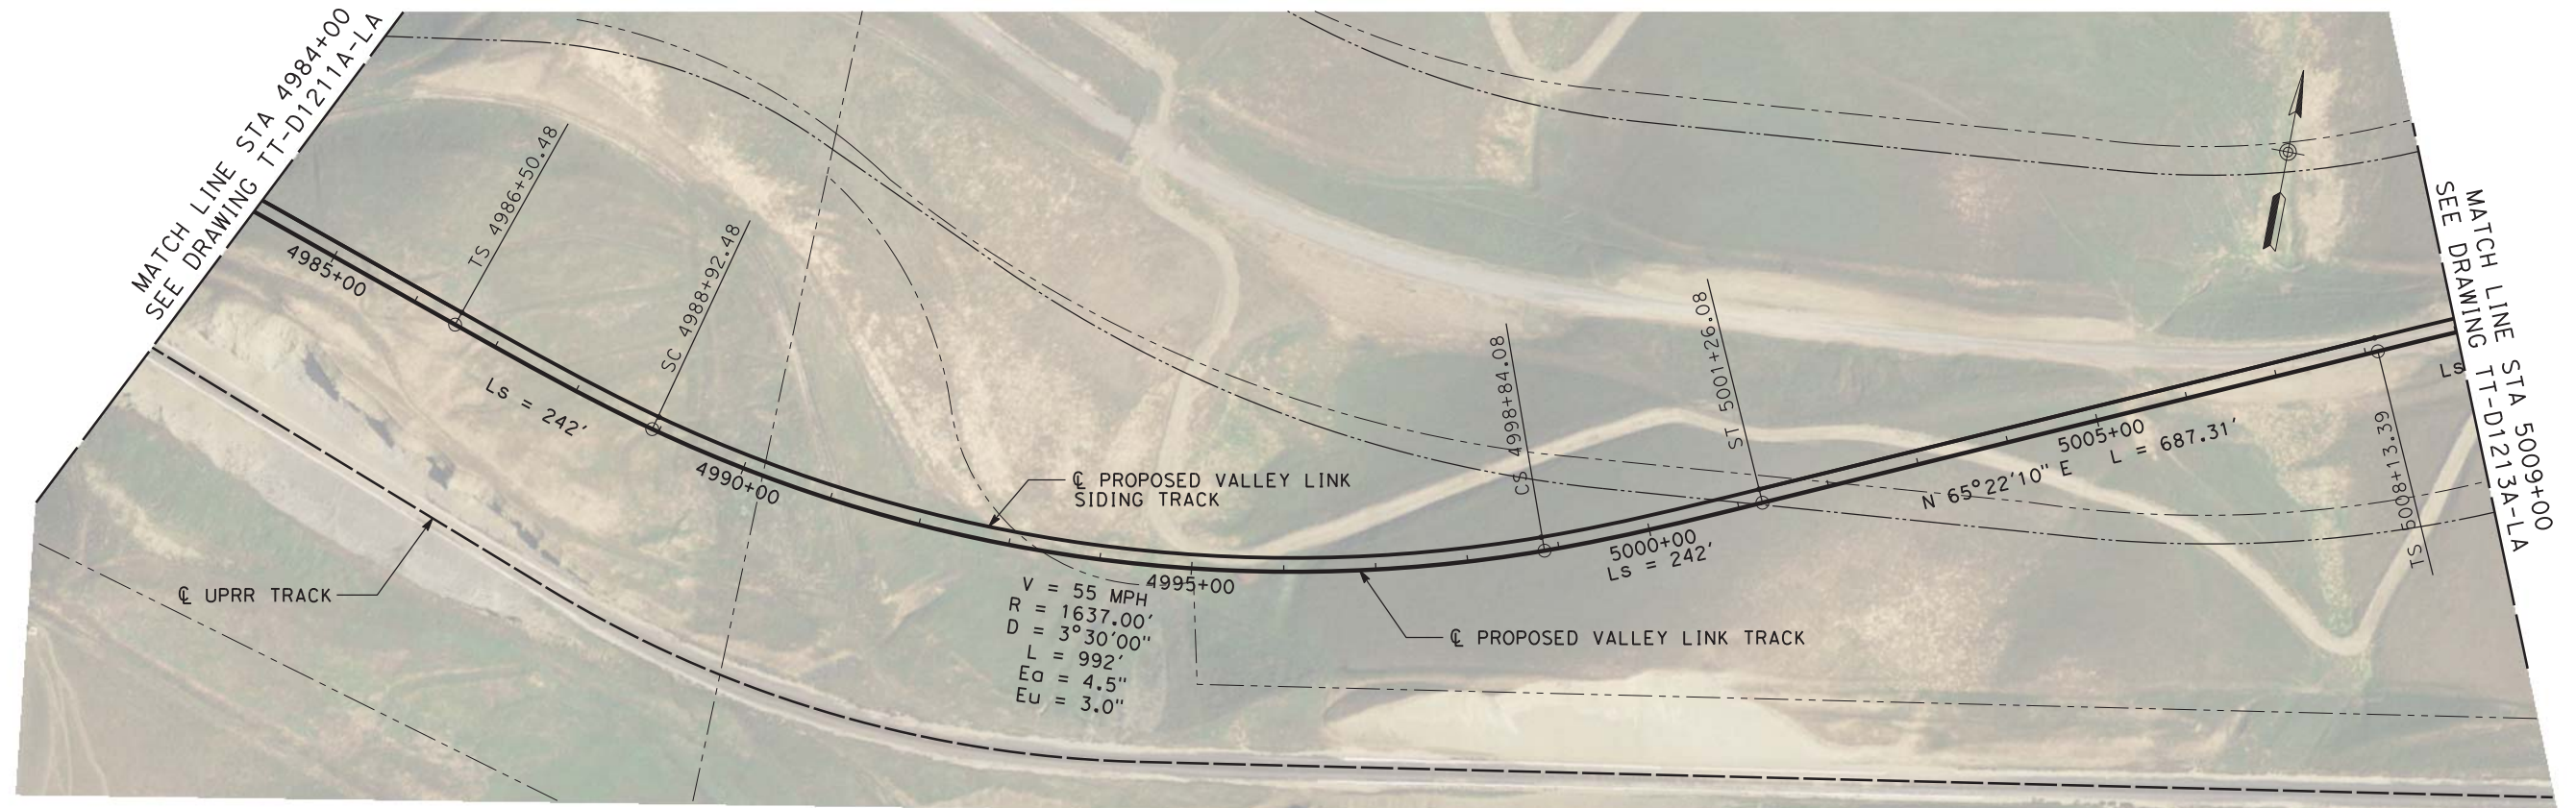 MATCH LINE STA 4984+00
SEE DRAWING TT-D1211A-LA
4985+00
TS 4986+50.48
Ls = 242'
SC 4988+92.48
4990+00
℄ UPRR TRACK
℄ PROPOSED VALLEY LINK
SIDING TRACK
4995+00
V = 55 MPH
R = 1637.00'
D = 3°30'00"
L = 992'
Ea = 4.5"
Eu = 3.0"
℄ PROPOSED VALLEY LINK TRACK
CS 4998+84.08
5000+00
Ls = 242'
ST 5001+26.08
N 65°22'10" E
5005+00
L = 687.31'
TS 5008+13.39
Ls
MATCH LINE STA 5009+00
SEE DRAWING TT-D1213A-LA